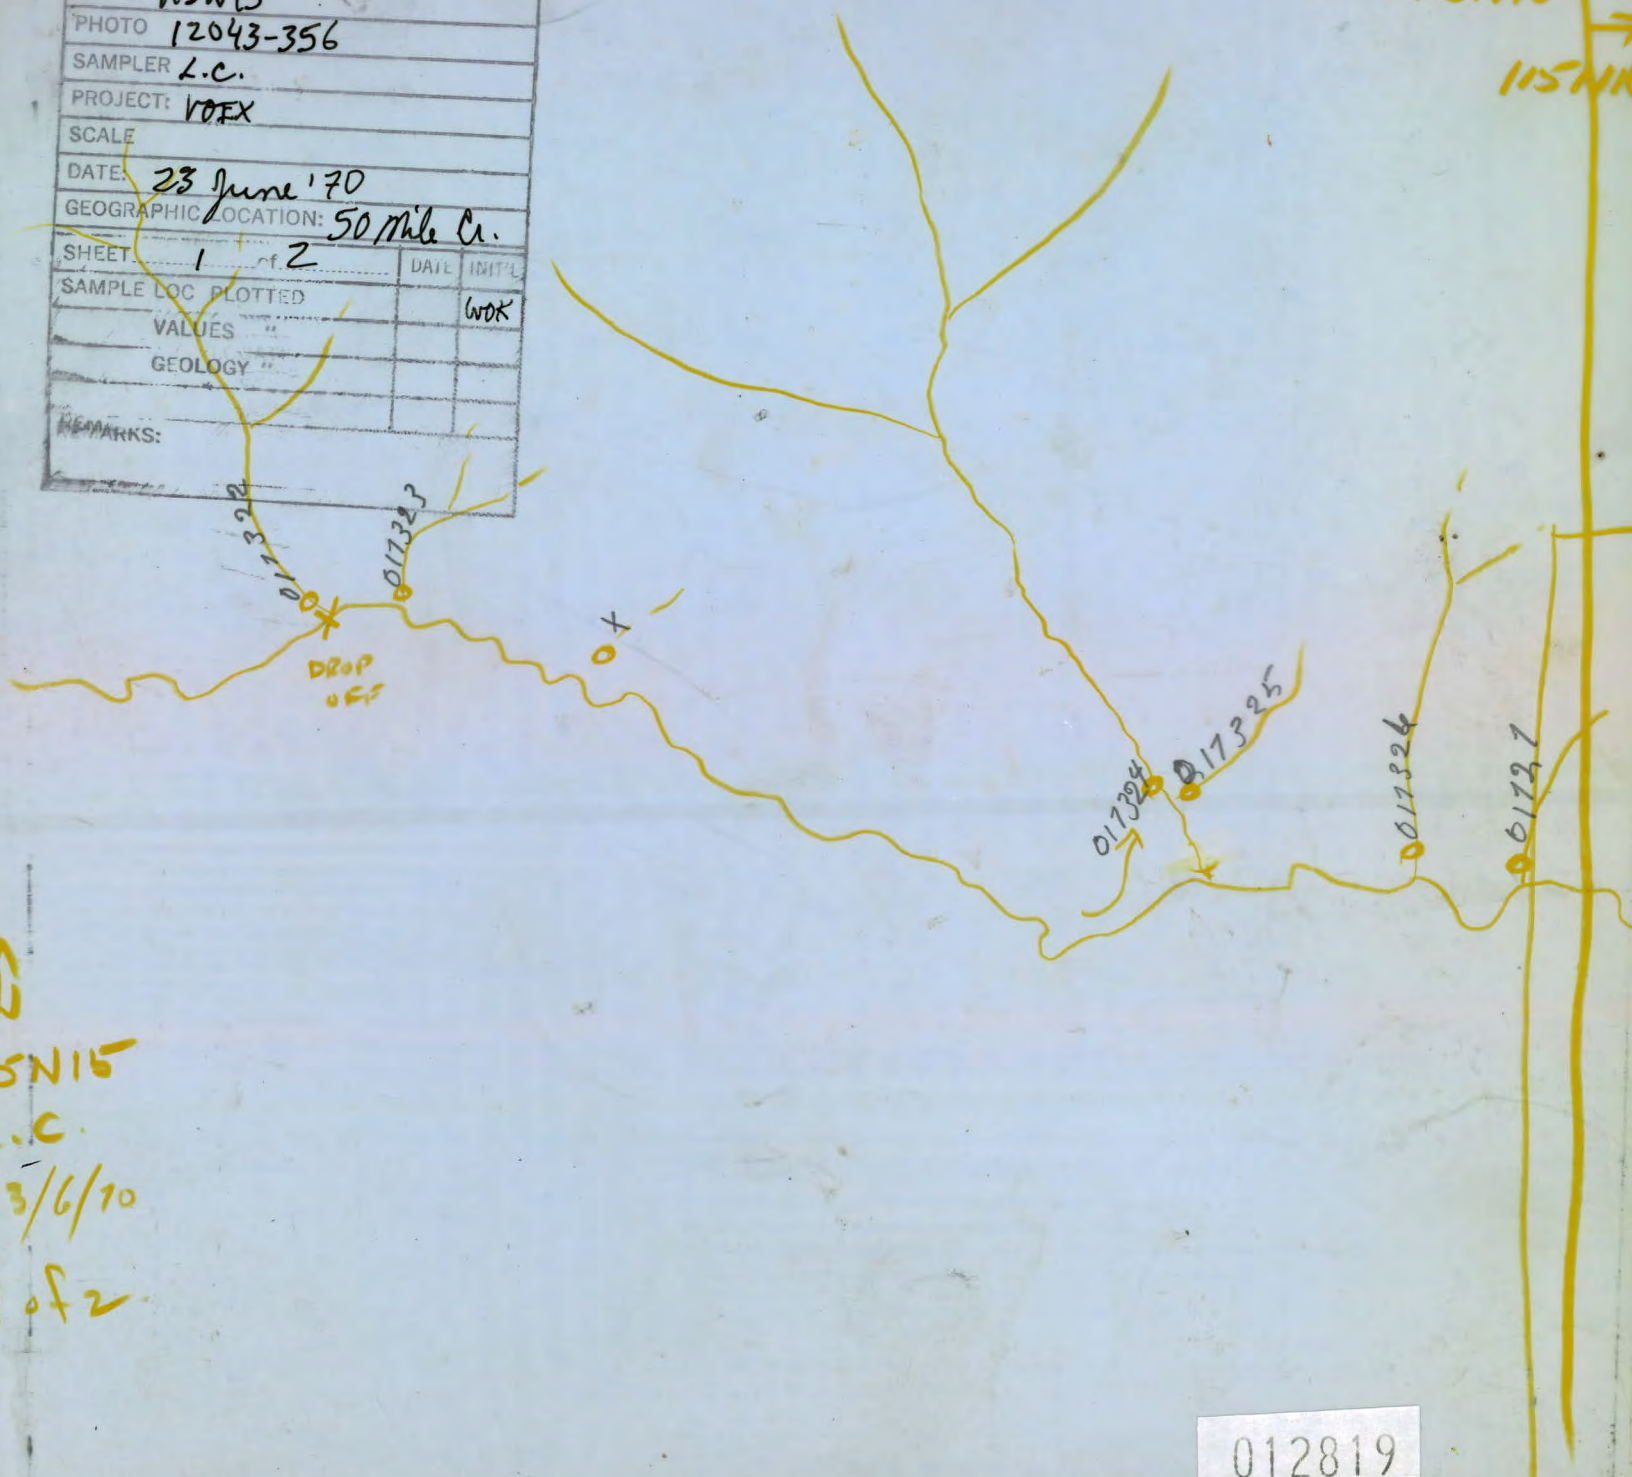 PHOTO 12043-356
SAMPLER L.C.
PROJECT: VOEX
SCALE
DATE: 23 June '70
GEOGRAPHIC LOCATION: 50 Mile Cr.
SHEET 1 of 2 DATE INIT'L
SAMPLE LOC PLOTTED WOK
VALUES "
GEOLOGY "
REMARKS:
017322
017323
X
DROP
OFF
017324
017325
017326
01727
5N15
.C.
3/6/70
of 2
012819